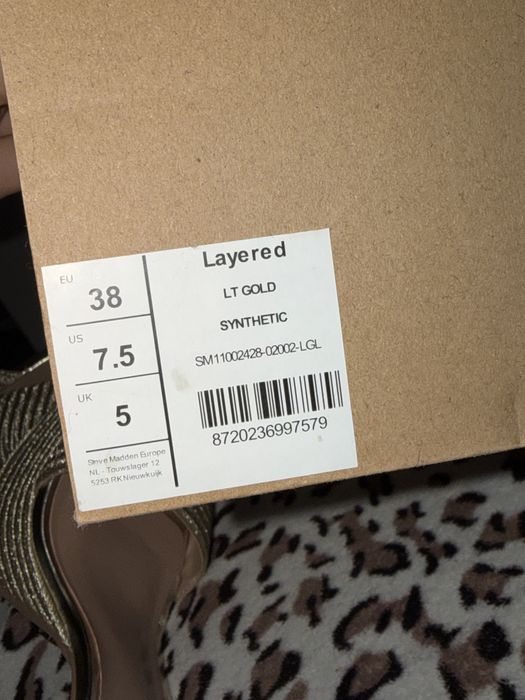 EU
38
US
7.5
UK
5
Steve Madden Europe
NL - Touwslager 12
5253 RK Nieuwkuijk
Layered
LT GOLD
SYNTHETIC
SM11002428-02002-LGL
8720236997579